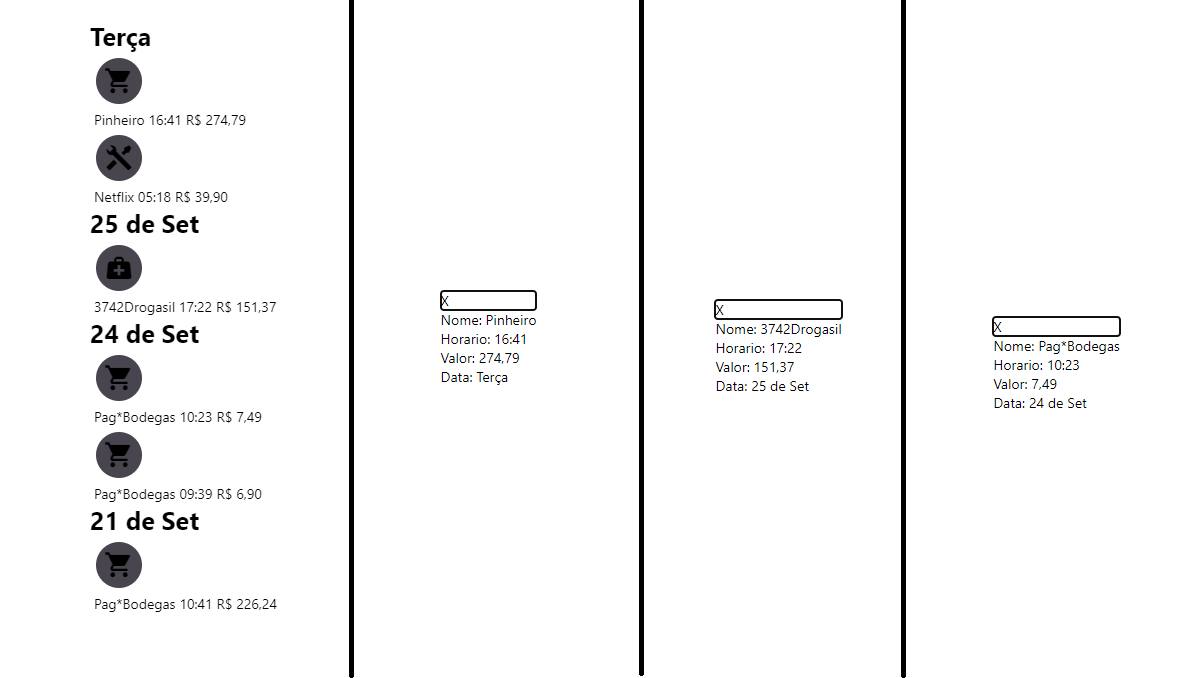 Terça
Pinheiro 16:41 R$ 274,79
Netflix 05:18 R$ 39,90
25 de Set
3742Drogasil 17:22 R$ 151,37
24 de Set
Pag*Bodegas 10:23 R$ 7,49
Pag*Bodegas 09:39 R$ 6,90
21 de Set
Pag*Bodegas 10:41 R$ 226,24
X
Nome: Pinheiro
Horario: 16:41
Valor: 274,79
Data: Terça
X
Nome: 3742Drogasil
Horario: 17:22
Valor: 151,37
Data: 25 de Set
X
Nome: Pag*Bodegas
Horario: 10:23
Valor: 7,49
Data: 24 de Set